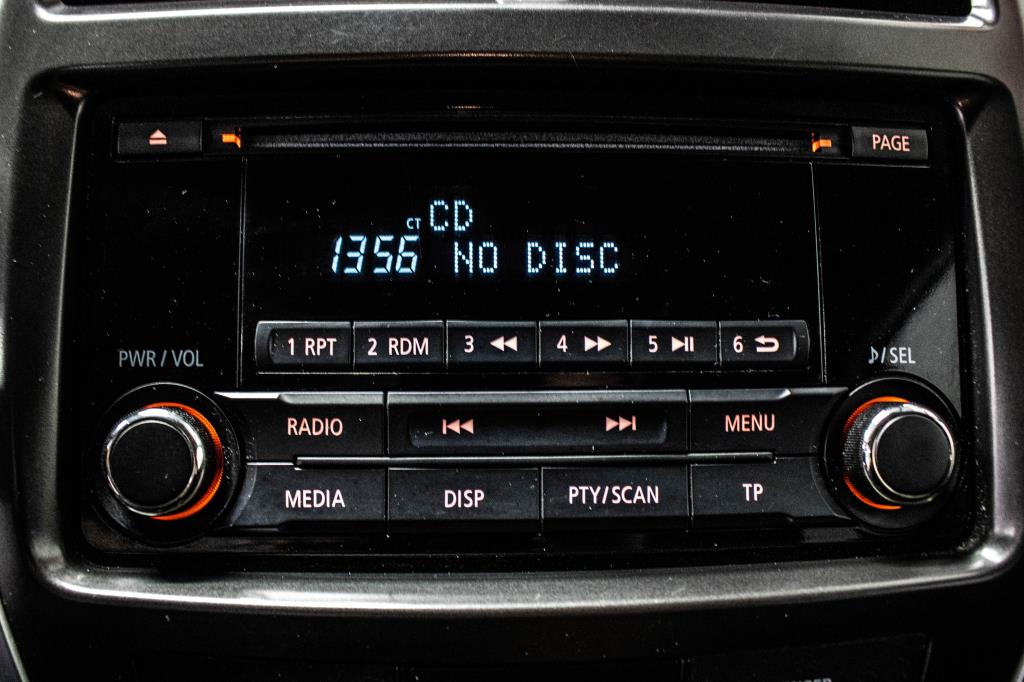 PAGE
CT CD
1356 NO DISC
1 RPT 2 RDM 3 4 5 6
PWR / VOL
♪/SEL
RADIO
MENU
MEDIA DISP PTY/SCAN TP